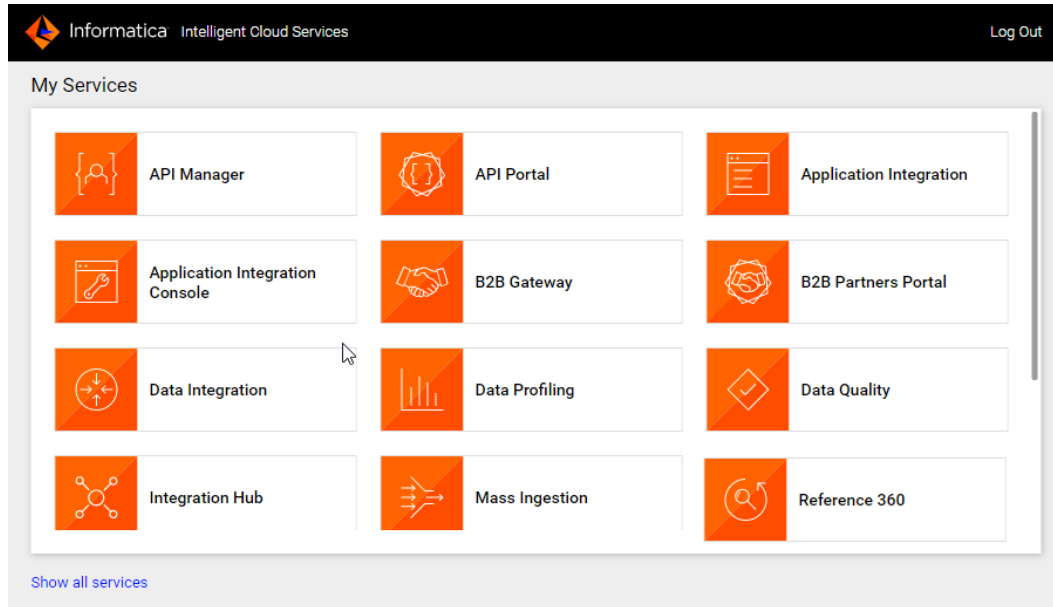 Informatica Intelligent Cloud Services
Log Out
My Services
API Manager
API Portal
Application Integration
Application Integration
Console
B2B Gateway
B2B Partners Portal
Data Integration
Data Profiling
Data Quality
Integration Hub
Mass Ingestion
Reference 360
Show all services